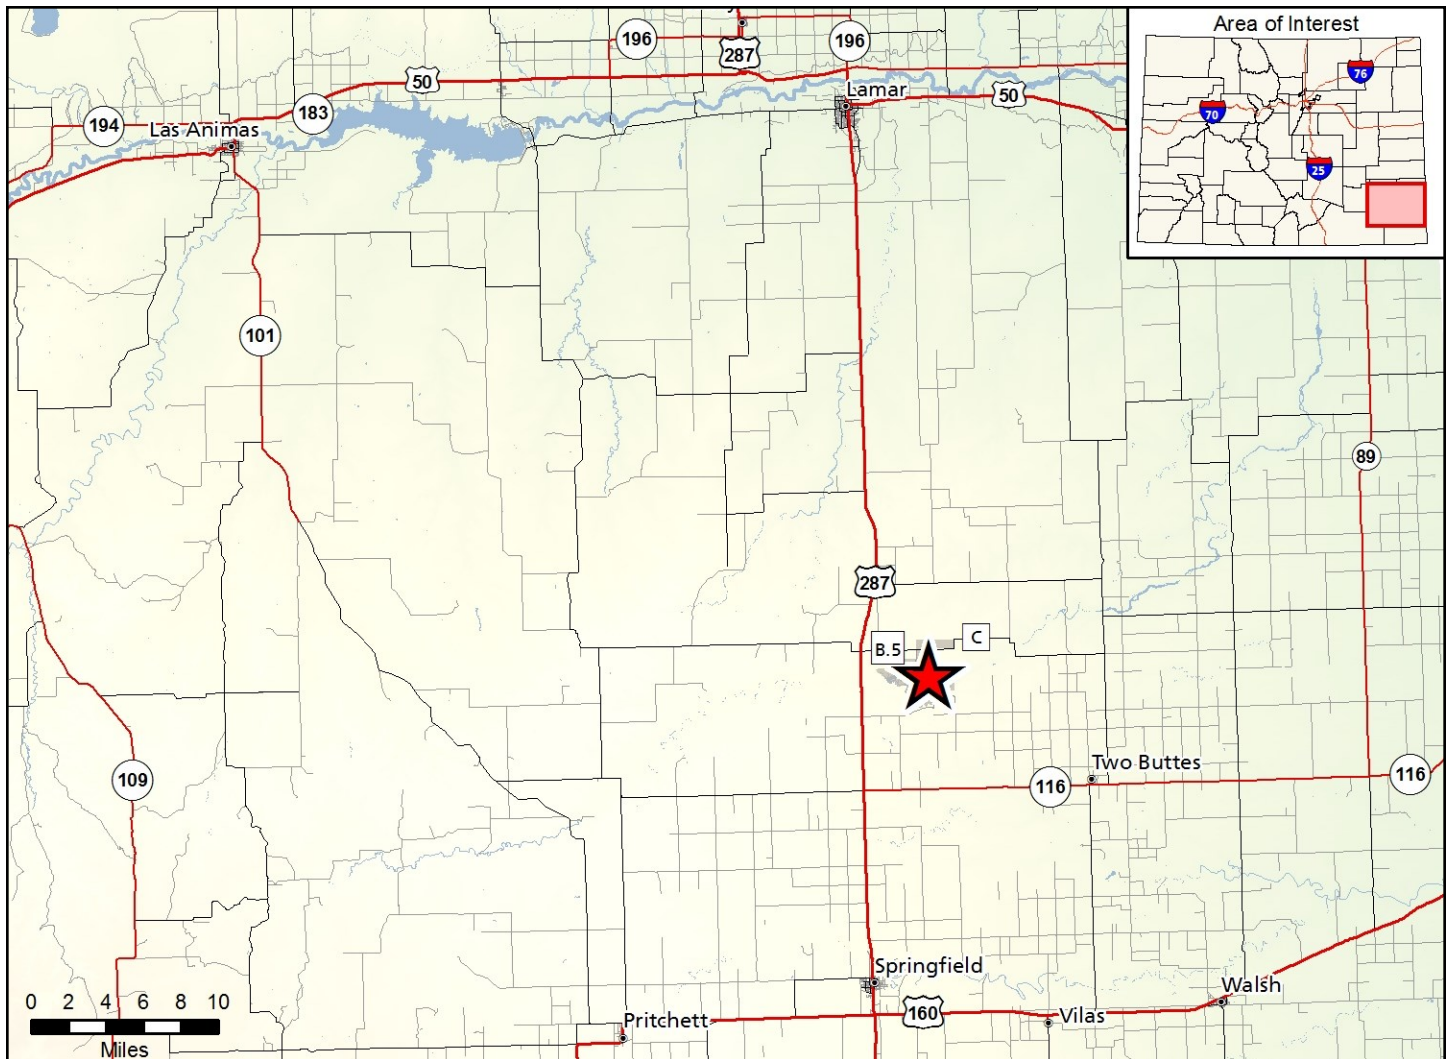 Area of Interest
76
70
25
196
287
196
50
Lamar
50
194
183
Las Animas
101
89
287
B.5
C
Two Buttes
109
116
116
Springfield
Walsh
0 2 4 6 8 10
Miles
Pritchett
160
Vilas